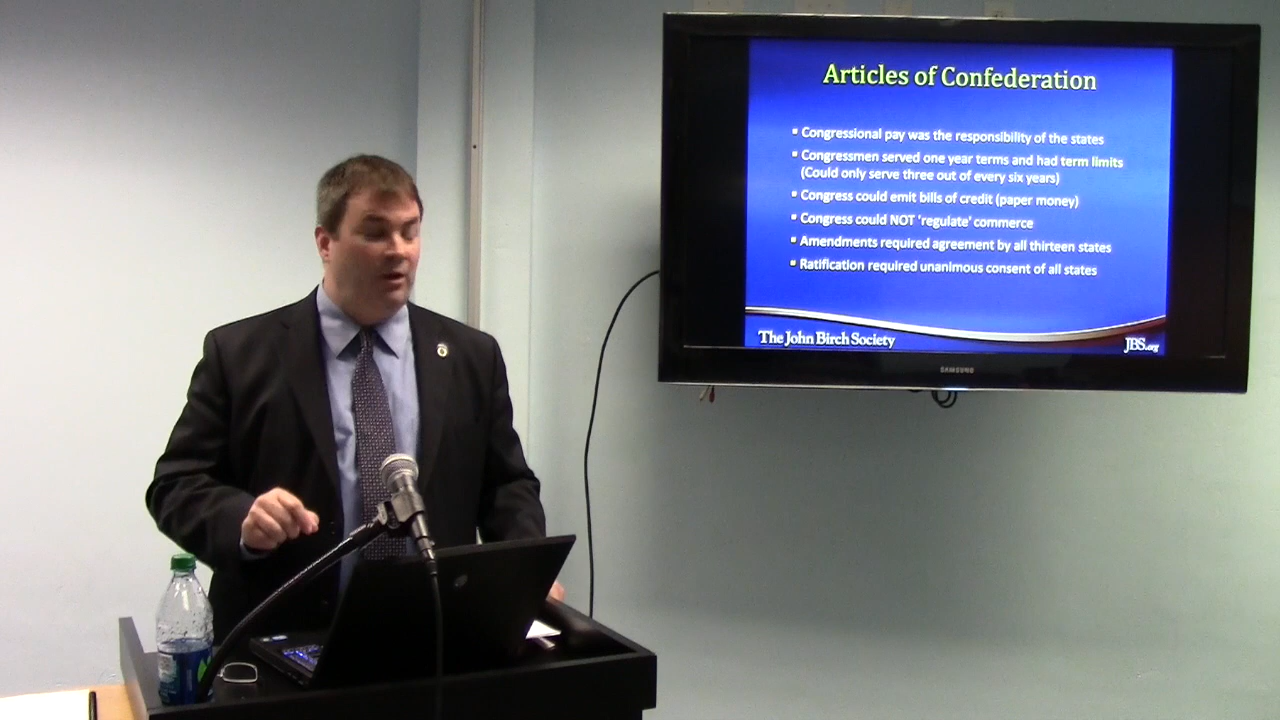 Articles of Confederation
▪ Congressional pay was the responsibility of the states
▪ Congressmen served one year terms and had term limits
(Could only serve three out of every six years)
▪ Congress could emit bills of credit (paper money)
▪ Congress could NOT 'regulate' commerce
▪ Amendments required agreement by all thirteen states
▪ Ratification required unanimous consent of all states
The John Birch Society
JBS.org
SAMSUNG